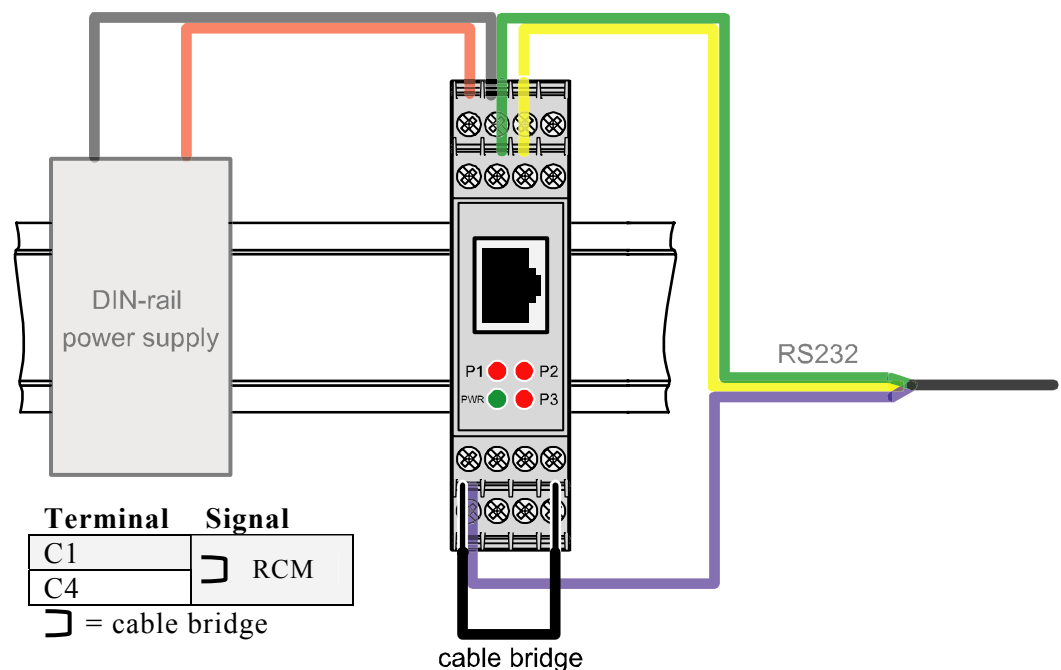 DIN-rail
power supply
RS232
P1 P2
PWR P3
Terminal Signal
C1
RCM
C4
= cable bridge
cable bridge